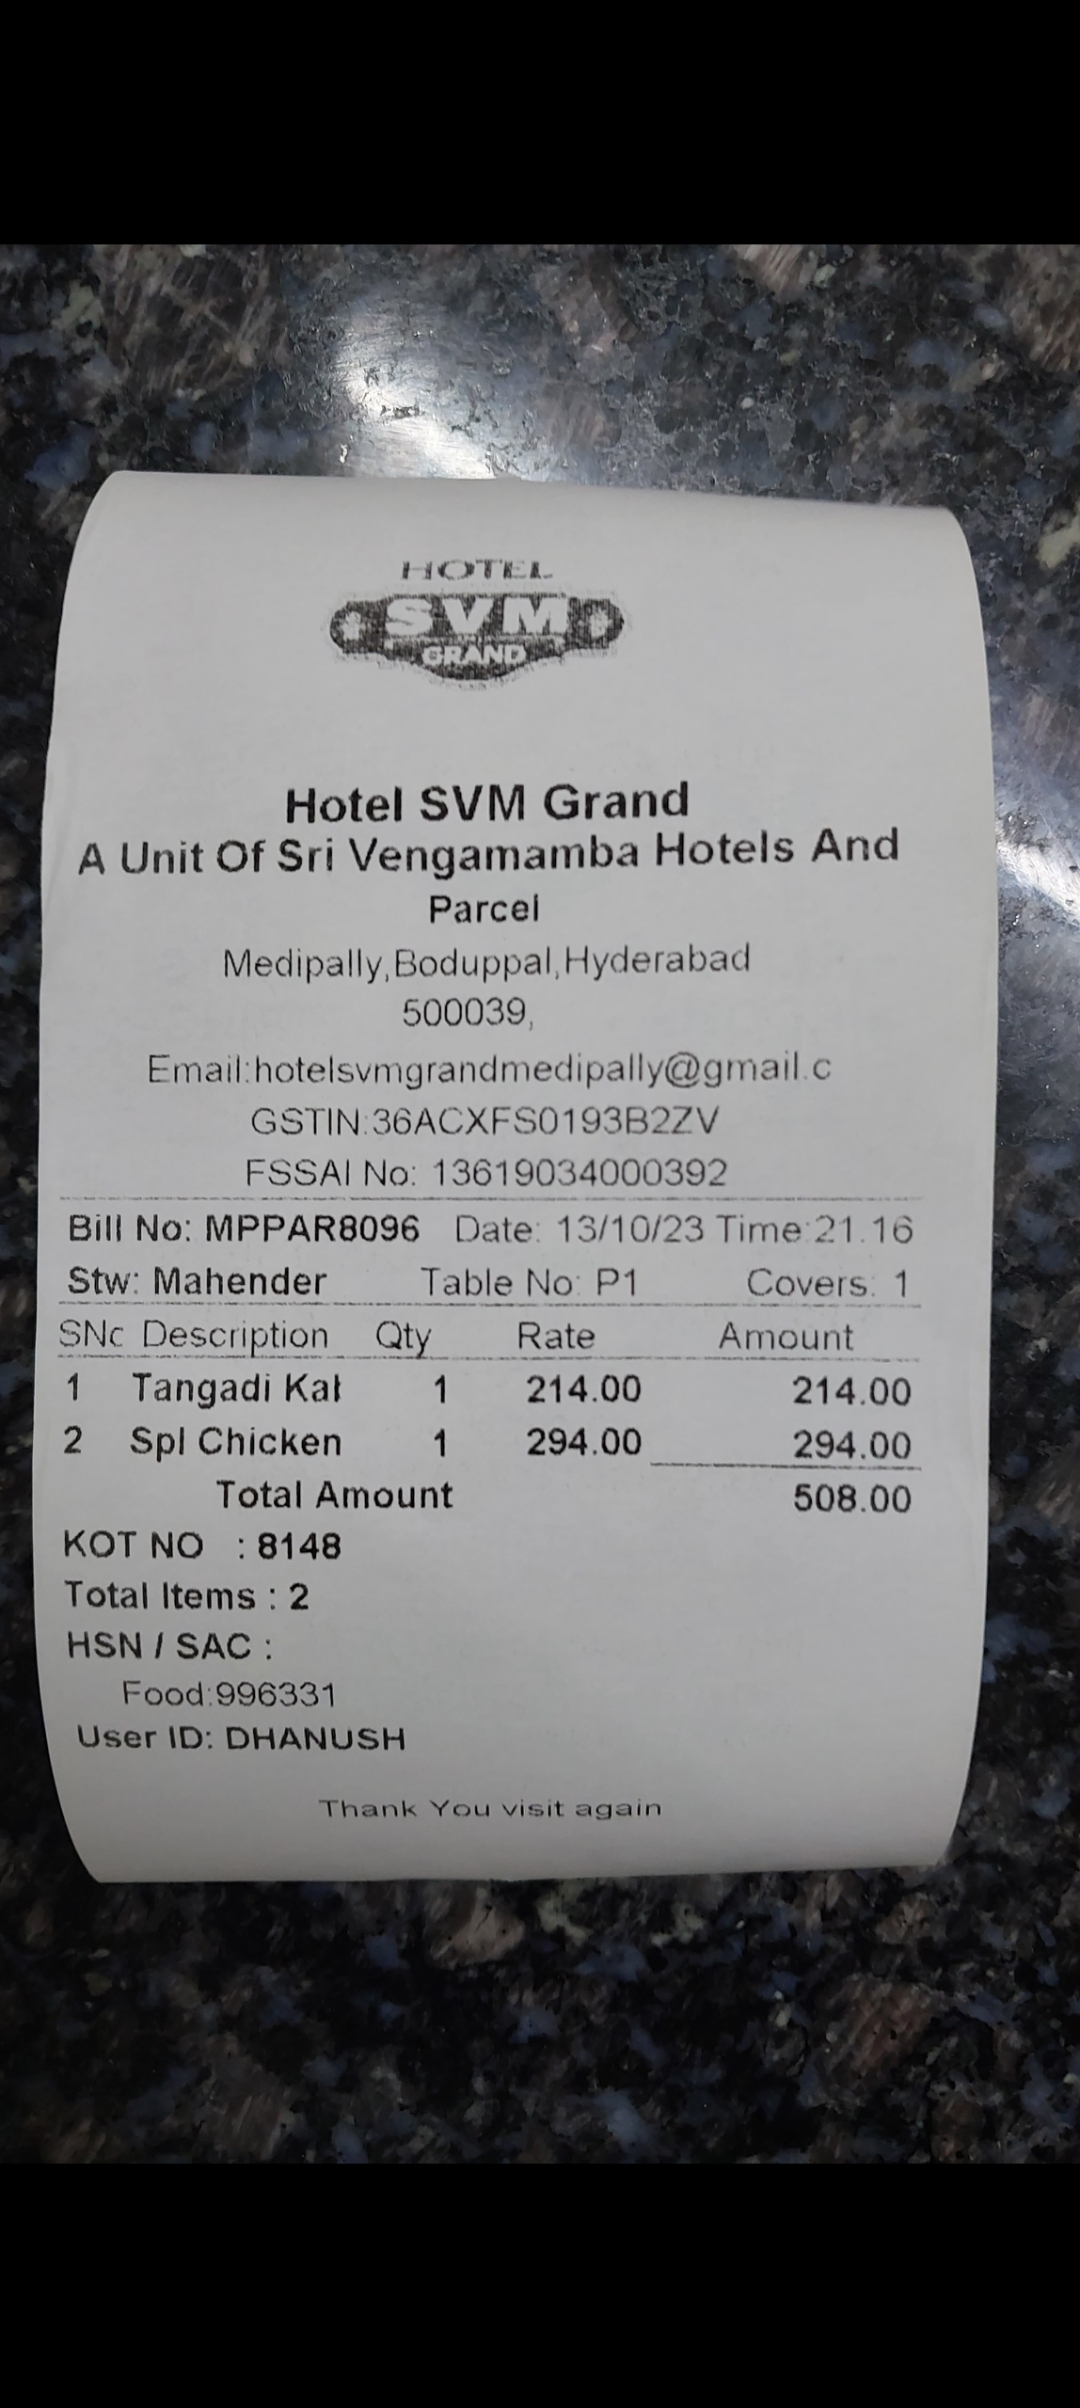 HOTEL
SVM
GRAND
Hotel SVM Grand
A Unit Of Sri Vengamamba Hotels And
Parcel
Medipally,Boduppal,Hyderabad
500039,
Email:hotelsvmgrandmedipally@gmail.c
GSTIN:36ACXFS0193B2ZV
FSSAI No: 13619034000392
Bill No: MPPAR8096 Date: 13/10/23 Time:21.16
Stw: Mahender Table No: P1 Covers: 1
SNo Description Qty Rate Amount
1 Tangadi Kal 1 214.00 214.00
2 Spl Chicken 1 294.00 294.00
Total Amount 508.00
KOT NO : 8148
Total Items : 2
HSN / SAC :
Food:996331
User ID: DHANUSH
Thank You visit again